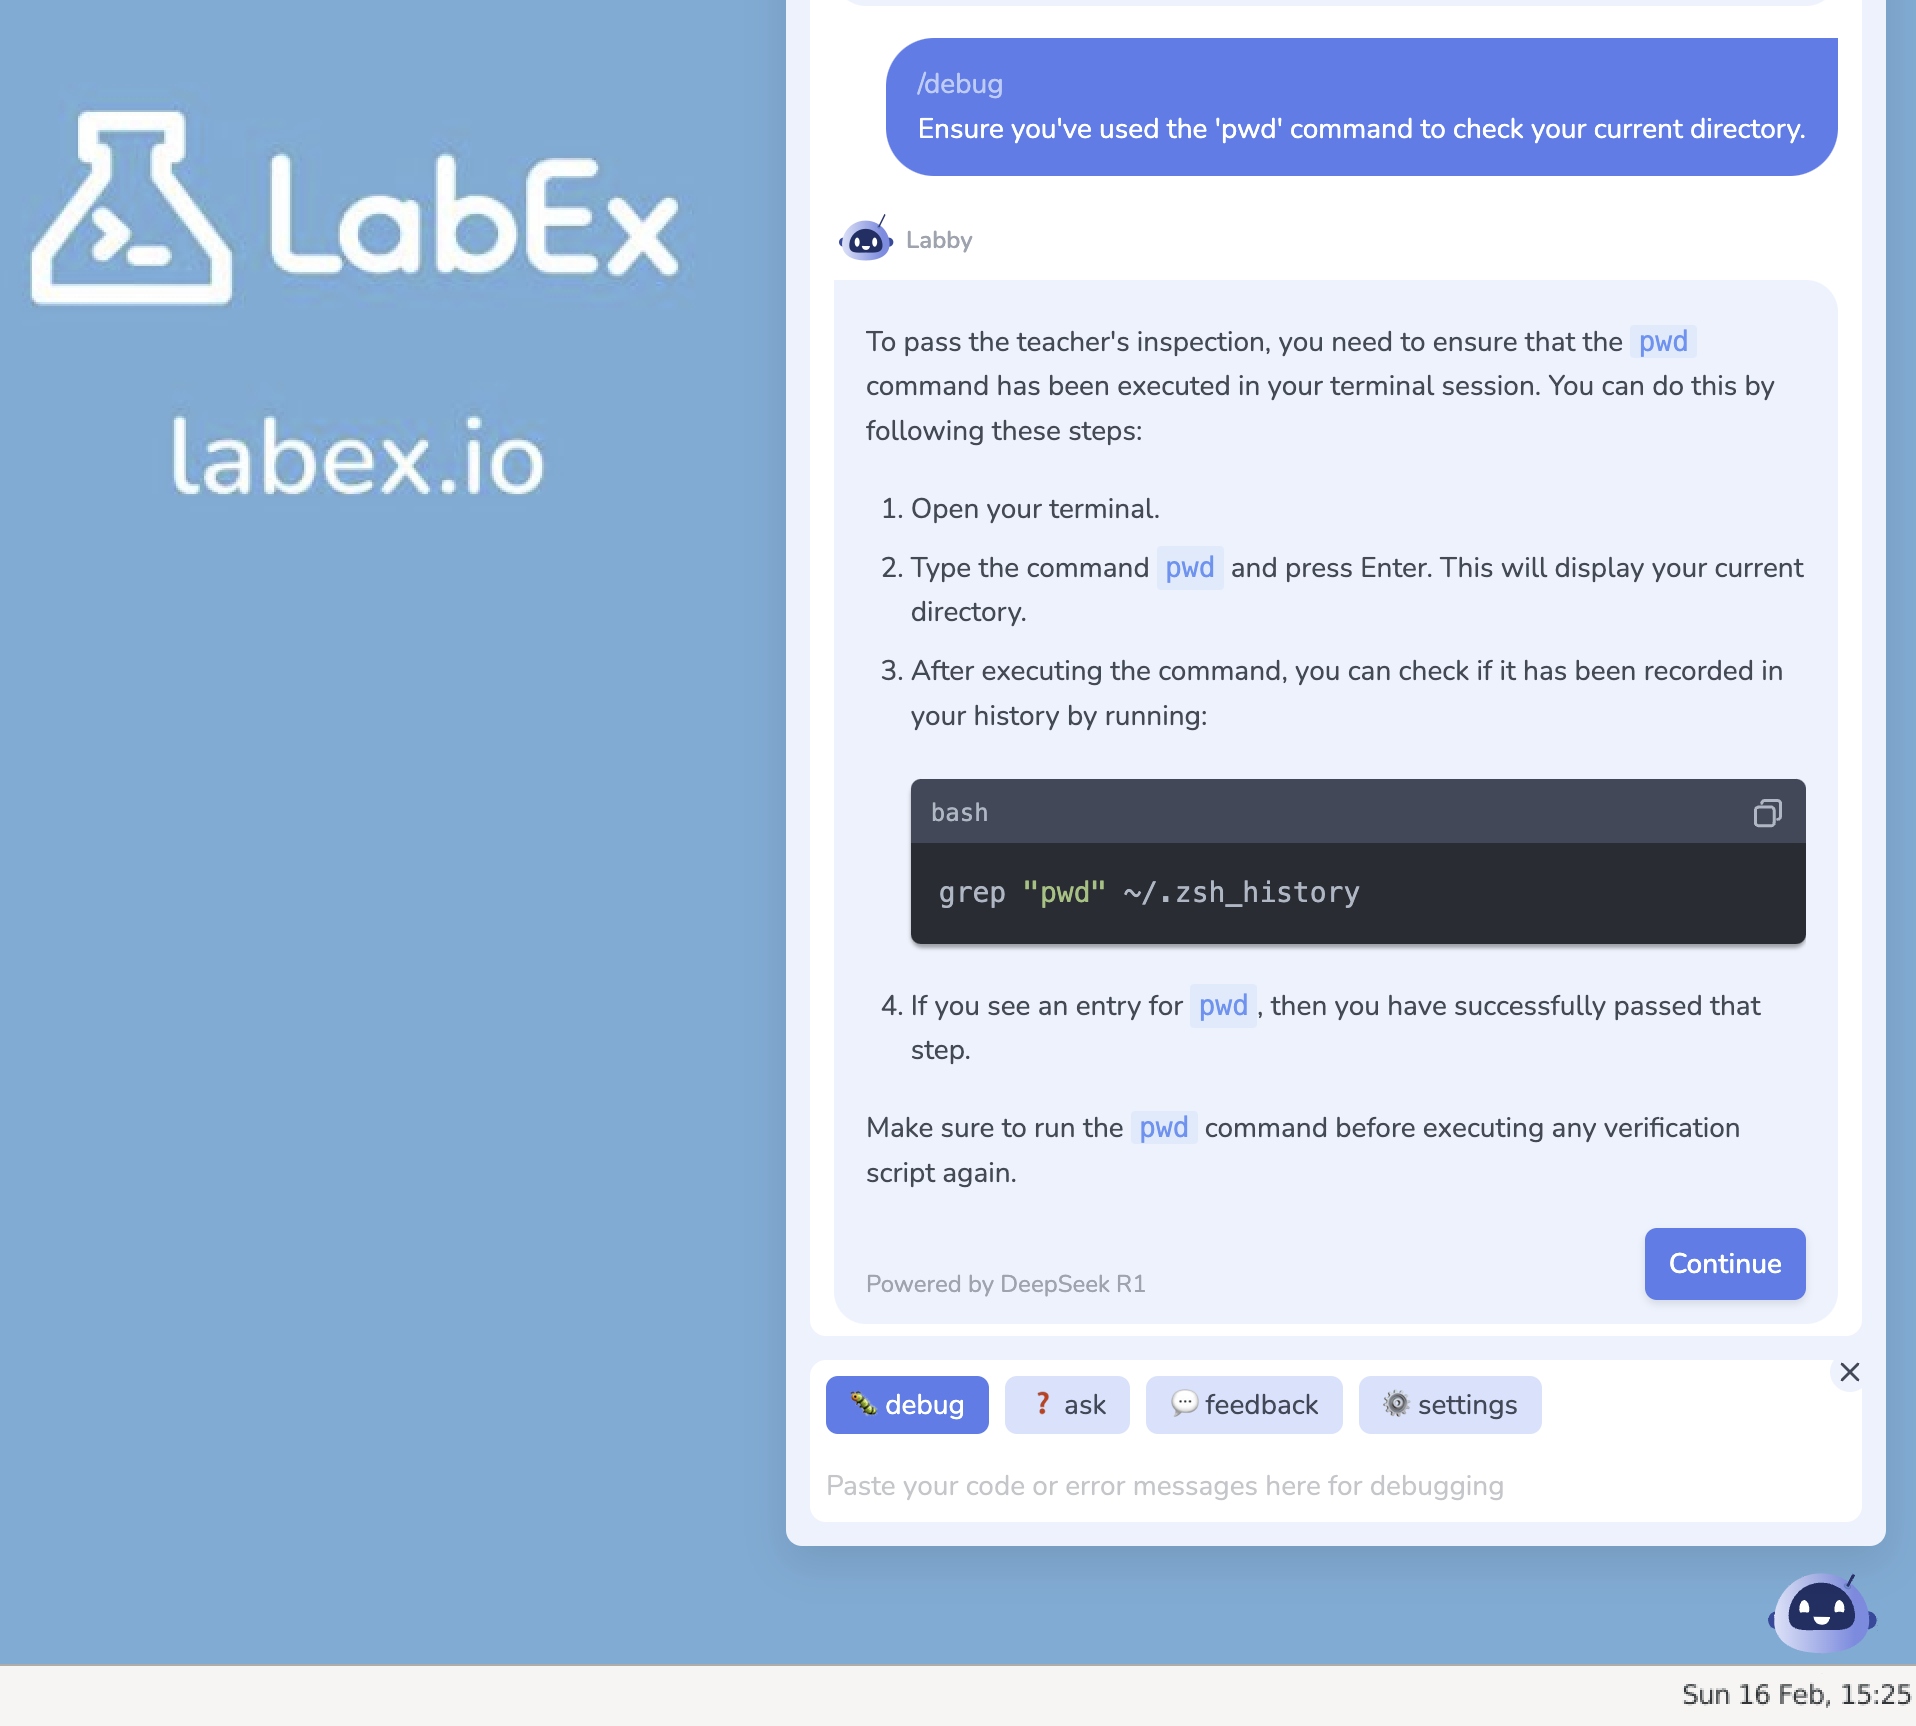 LabEx
labex.io
/debug
Ensure you've used the 'pwd' command to check your current directory.
Labby
To pass the teacher's inspection, you need to ensure that the pwd
command has been executed in your terminal session. You can do this by
following these steps:
1. Open your terminal.
2. Type the command pwd and press Enter. This will display your current
directory.
3. After executing the command, you can check if it has been recorded in
your history by running:
bash
grep "pwd" ~/.zsh_history
4. If you see an entry for pwd, then you have successfully passed that
step.
Make sure to run the pwd command before executing any verification
script again.
Continue
Powered by DeepSeek R1
debug
ask
feedback
settings
Paste your code or error messages here for debugging
Sun 16 Feb, 15:25